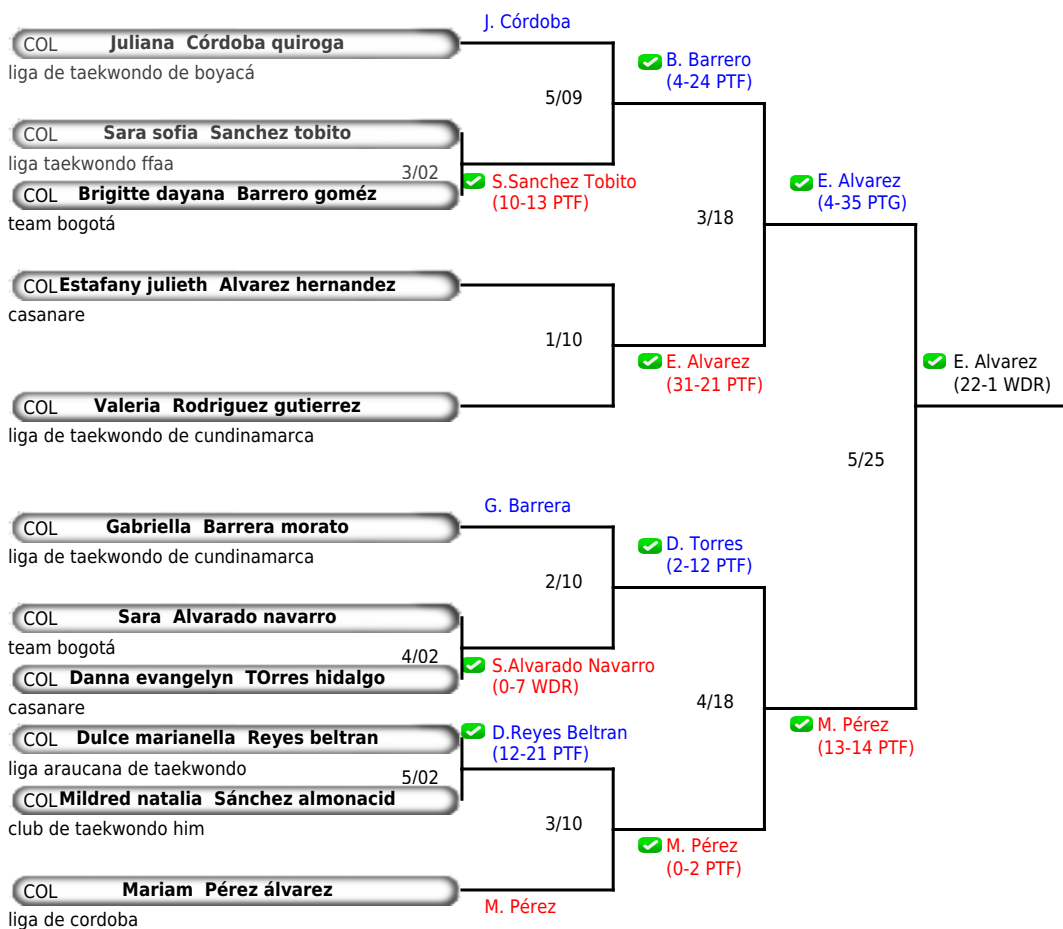 J. Córdoba
COL Juliana Córdoba quiroga
liga de taekwondo de boyacá
B. Barrero
(4-24 PTF)
5/09
COL Sara sofia Sanchez tobito
liga taekwondo ffaa
3/02
S.Sanchez Tobito
(10-13 PTF)
COL Brigitte dayana Barrero goméz
team bogotá
E. Alvarez
(4-35 PTG)
3/18
COL Estafany julieth Alvarez hernandez
casanare
1/10
E. Alvarez
(31-21 PTF)
E. Alvarez
(22-1 WDR)
COL Valeria Rodriguez gutierrez
liga de taekwondo de cundinamarca
5/25
G. Barrera
COL Gabriella Barrera morato
liga de taekwondo de cundinamarca
D. Torres
(2-12 PTF)
2/10
COL Sara Alvarado navarro
team bogotá
4/02
S.Alvarado Navarro
(0-7 WDR)
COL Danna evangelyn TOrres hidalgo
casanare
4/18
M. Pérez
(13-14 PTF)
COL Dulce marianella Reyes beltran
liga araucana de taekwondo
D.Reyes Beltran
(12-21 PTF)
5/02
COL Mildred natalia Sánchez almonacid
club de taekwondo him
3/10
M. Pérez
(0-2 PTF)
COL Mariam Pérez álvarez
liga de cordoba
M. Pérez